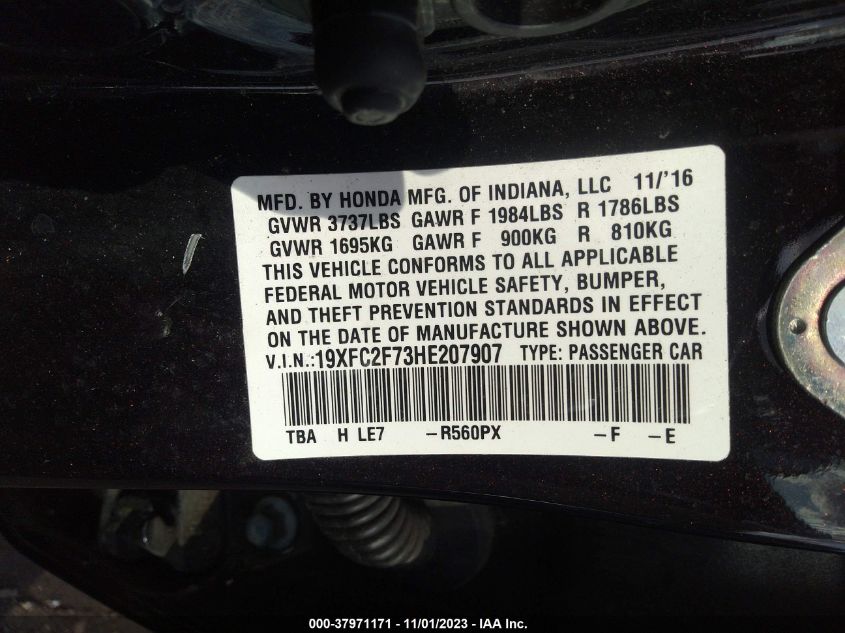 MFD. BY HONDA MFG. OF INDIANA, LLC 11/'16
GVWR 3737LBS GAWR F 1984LBS R 1786LBS
GVWR 1695KG GAWR F 900KG R 810KG
THIS VEHICLE CONFORMS TO ALL APPLICABLE
FEDERAL MOTOR VEHICLE SAFETY, BUMPER,
AND THEFT PREVENTION STANDARDS IN EFFECT
ON THE DATE OF MANUFACTURE SHOWN ABOVE.
V.I.N.:19XFC2F73HE207907 TYPE: PASSENGER CAR
TBA H LE7 -R560PX -F -E
000-37971171 - 11/01/2023 - IAA Inc.